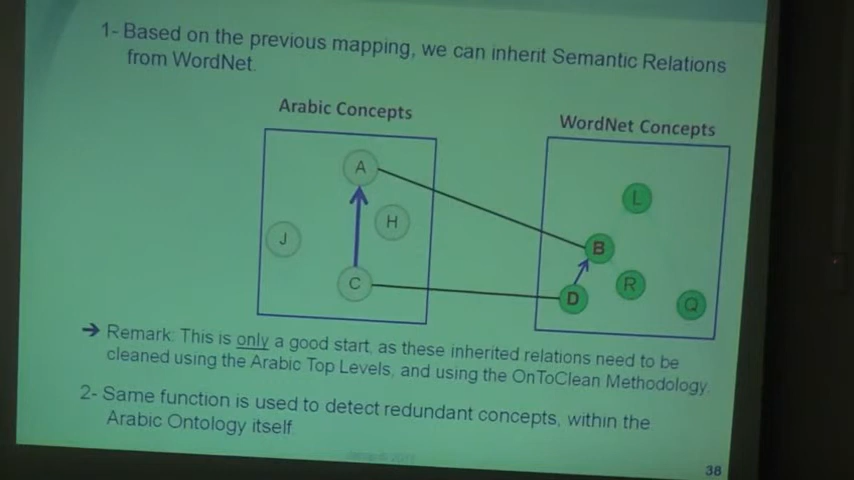 1- Based on the previous mapping, we can inherit Semantic Relations
from WordNet.
Arabic Concepts
WordNet Concepts
A
L
H
B
J
C
R
D
Q
➔ Remark: This is only a good start, as these inherited relations need to be
cleaned using the Arabic Top Levels, and using the OnToClean Methodology.
2- Same function is used to detect redundant concepts, within the
Arabic Ontology itself.
38